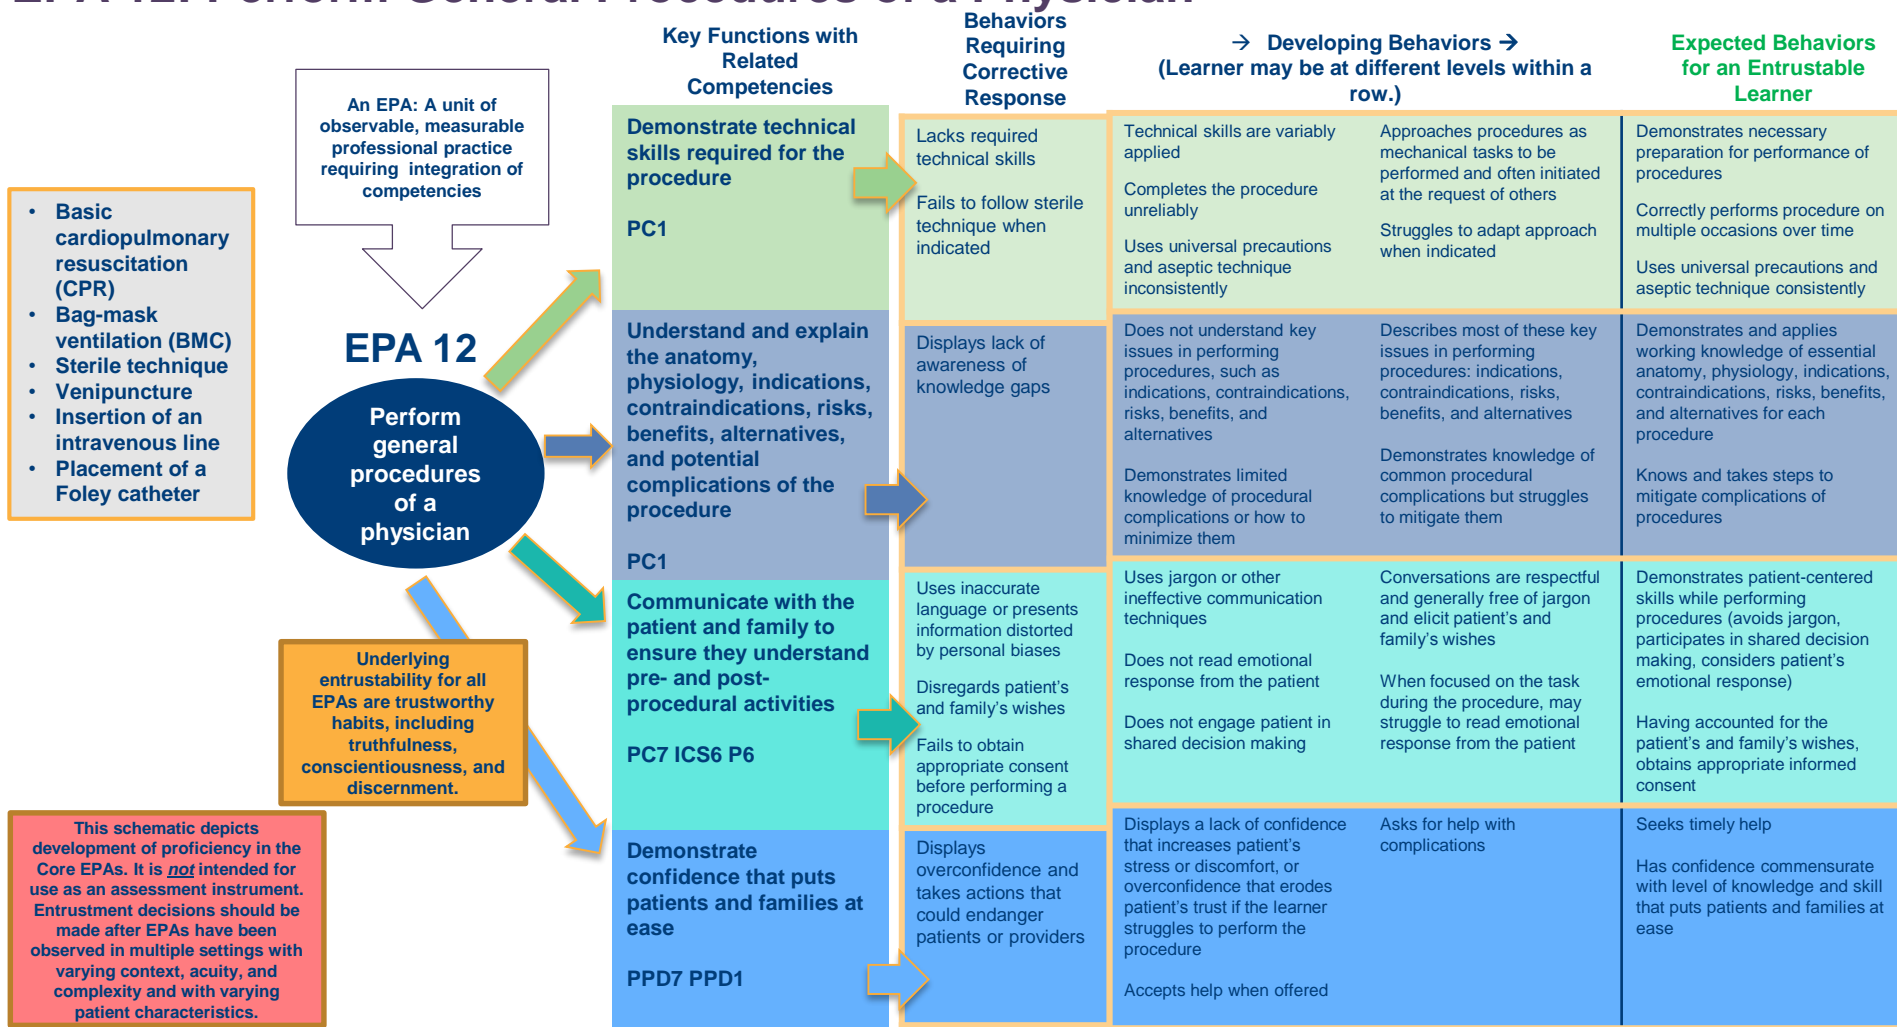 EPA 12: Perform General Procedures of a Physician
An EPA: A unit of
observable, measurable
professional practice
requiring  integration of
competencies
• Basic
cardiopulmonary
resuscitation
(CPR)
• Bag-mask
ventilation (BMC)
• Sterile technique
• Venipuncture
• Insertion of an
intravenous line
• Placement of a
Foley catheter
EPA 12
Perform
general
procedures
of a
physician
Underlying
entrustability for all
EPAs are trustworthy
habits, including
truthfulness,
conscientiousness, and
discernment.
This schematic depicts
development of proficiency in the
Core EPAs. It is not intended for
use as an assessment instrument.
Entrustment decisions should be
made after EPAs have been
observed in multiple settings with
varying context, acuity, and
complexity and with varying
patient characteristics.
Key Functions with
Related
Competencies
Behaviors
Requiring
Corrective
Response
→ Developing Behaviors →
(Learner may be at different levels within a
row.)
Expected Behaviors
for an Entrustable
Learner
Demonstrate technical
skills required for the
procedure
PC1
Lacks required
technical skills
Fails to follow sterile
technique when
indicated
Technical skills are variably
applied
Completes the procedure
unreliably
Uses universal precautions
and aseptic technique
inconsistently
Approaches procedures as
mechanical tasks to be
performed and often initiated
at the request of others
Struggles to adapt approach
when indicated
Demonstrates necessary
preparation for performance of
procedures
Correctly performs procedure on
multiple occasions over time
Uses universal precautions and
aseptic technique consistently
Understand and explain
the anatomy,
physiology, indications,
contraindications, risks,
benefits, alternatives,
and potential
complications of the
procedure
PC1
Displays lack of
awareness of
knowledge gaps
Does not understand key
issues in performing
procedures, such as
indications, contraindications,
risks, benefits, and
alternatives
Demonstrates limited
knowledge of procedural
complications or how to
minimize them
Describes most of these key
issues in performing
procedures: indications,
contraindications, risks,
benefits, and alternatives
Demonstrates knowledge of
common procedural
complications but struggles
to mitigate them
Demonstrates and applies
working knowledge of essential
anatomy, physiology, indications,
contraindications, risks, benefits,
and alternatives for each
procedure
Knows and takes steps to
mitigate complications of
procedures
Communicate with the
patient and family to
ensure they understand
pre- and post-
procedural activities
PC7 ICS6 P6
Uses inaccurate
language or presents
information distorted
by personal biases
Disregards patient's
and family's wishes
Fails to obtain
appropriate consent
before performing a
procedure
Uses jargon or other
ineffective communication
techniques
Does not read emotional
response from the patient
Does not engage patient in
shared decision making
Conversations are respectful
and generally free of jargon
and elicit patient's and
family's wishes
When focused on the task
during the procedure, may
struggle to read emotional
response from the patient
Demonstrates patient-centered
skills while performing
procedures (avoids jargon,
participates in shared decision
making, considers patient's
emotional response)
Having accounted for the
patient's and family's wishes,
obtains appropriate informed
consent
Demonstrate
confidence that puts
patients and families at
ease
PPD7 PPD1
Displays
overconfidence and
takes actions that
could endanger
patients or providers
Displays a lack of confidence
that increases patient's
stress or discomfort, or
overconfidence that erodes
patient's trust if the learner
struggles to perform the
procedure
Accepts help when offered
Asks for help with
complications
Seeks timely help
Has confidence commensurate
with level of knowledge and skill
that puts patients and families at
ease